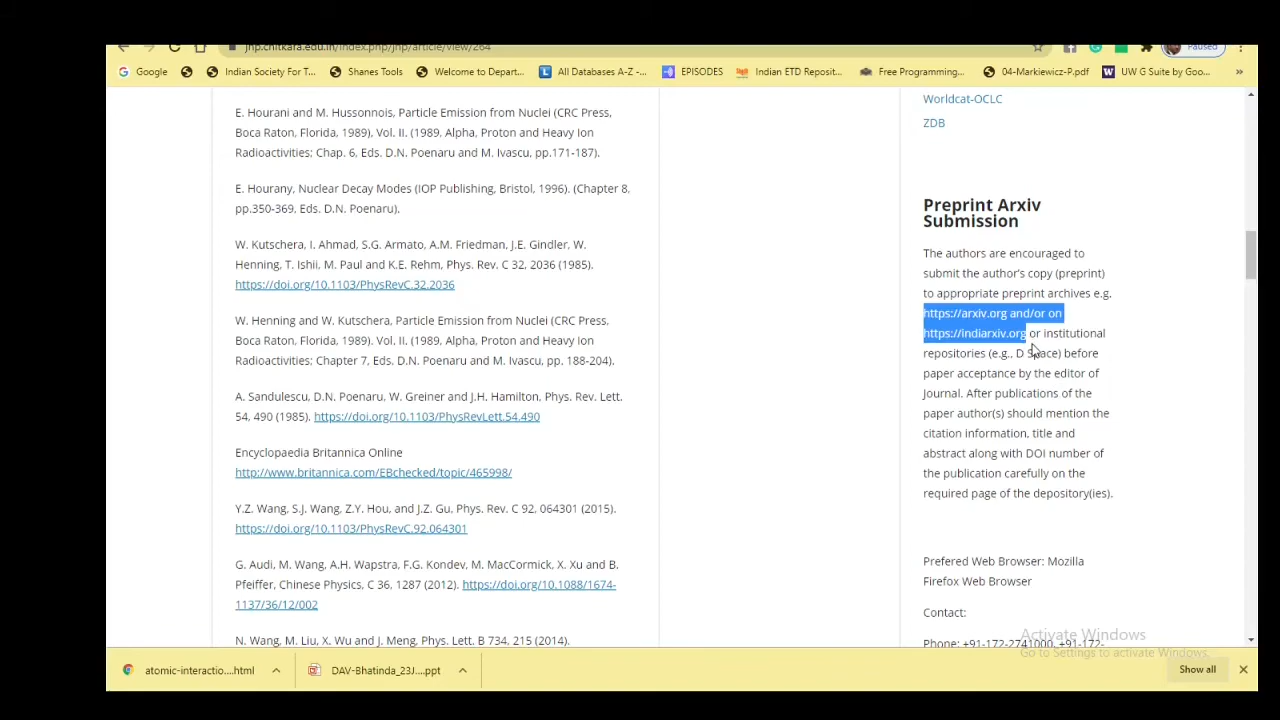 jnp.chitkara.edu.in/index.php/jnp/article/view/264
Paused
Google
Indian Society For T...
Shanes Tools
Welcome to Depart...
All Databases A-Z -...
EPISODES
Indian ETD Reposit...
Free Programming...
04-Markiewicz-P.pdf
UW G Suite by Goo...
»
E. Hourani and M. Hussonnois, Particle Emission from Nuclei (CRC Press,
Boca Raton, Florida, 1989). Vol. II. (1989. Alpha, Proton and Heavy Ion
Radioactivities; Chap. 6, Eds. D.N. Poenaru and M. Ivascu, pp.171-187).
E. Hourany, Nuclear Decay Modes (IOP Publishing, Bristol, 1996). (Chapter 8,
pp.350-369, Eds. D.N. Poenaru).
W. Kutschera, I. Ahmad, S.G. Armato, A.M. Friedman, J.E. Gindler, W.
Henning, T. Ishii, M. Paul and K.E. Rehm, Phys. Rev. C 32, 2036 (1985).
https://doi.org/10.1103/PhysRevC.32.2036
W. Henning and W. Kutschera, Particle Emission from Nuclei (CRC Press,
Boca Raton, Florida, 1989). Vol. II. (1989. Alpha, Proton and Heavy Ion
Radioactivities; Chapter 7, Eds. D.N. Poenaru and M. Ivascu, pp. 188-204).
A. Sandulescu, D.N. Poenaru, W. Greiner and J.H. Hamilton, Phys. Rev. Lett.
54, 490 (1985). https://doi.org/10.1103/PhysRevLett.54.490
Encyclopaedia Britannica Online
http://www.britannica.com/EBchecked/topic/465998/
Y.Z. Wang, S.J. Wang, Z.Y. Hou, and J.Z. Gu, Phys. Rev. C 92, 064301 (2015).
https://doi.org/10.1103/PhysRevC.92.064301
G. Audi, M. Wang, A.H. Wapstra, F.G. Kondev, M. MacCormick, X. Xu and B.
Pfeiffer, Chinese Physics, C 36, 1287 (2012). https://doi.org/10.1088/1674-
1137/36/12/002
N. Wang, M. Liu, X. Wu and J. Meng, Phys. Lett. B 734, 215 (2014).
Worldcat-OCLC
ZDB
Preprint Arxiv
Submission
The authors are encouraged to
submit the author's copy (preprint)
to appropriate preprint archives e.g.
https://arxiv.org and/or on
https://indiarxiv.org or institutional
repositories (e.g., D Space) before
paper acceptance by the editor of
Journal. After publications of the
paper author(s) should mention the
citation information, title and
abstract along with DOI number of
the publication carefully on the
required page of the depository(ies).
Prefered Web Browser: Mozilla
Firefox Web Browser
Contact:
Phone: +91-172-2741000, +91-172-
Activate Windows
Go to Settings to activate Windows.
atomic-interactio....html
DAV-Bhatinda_23J....ppt
Show all